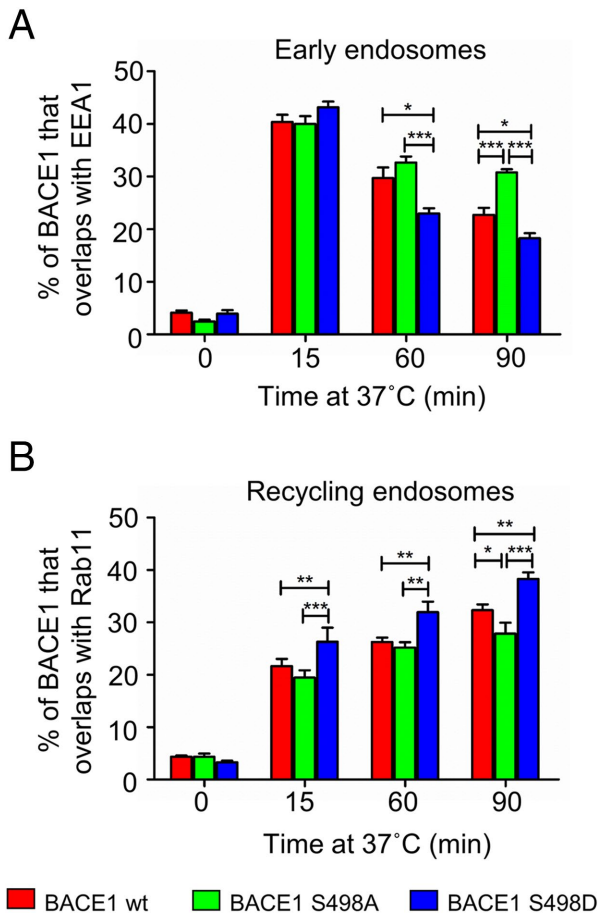 A
Early endosomes
% of BACE1 that
overlaps with EEA1
50
40
30
20
10
0
*
***
*
*** ***
0 15 60 90
Time at 37˚C (min)
B
Recycling endosomes
% of BACE1 that
overlaps with Rab11
50
40
30
20
10
0
**
***
**
**
**
* ***
0 15 60 90
Time at 37˚C (min)
BACE1 wt BACE1 S498A BACE1 S498D